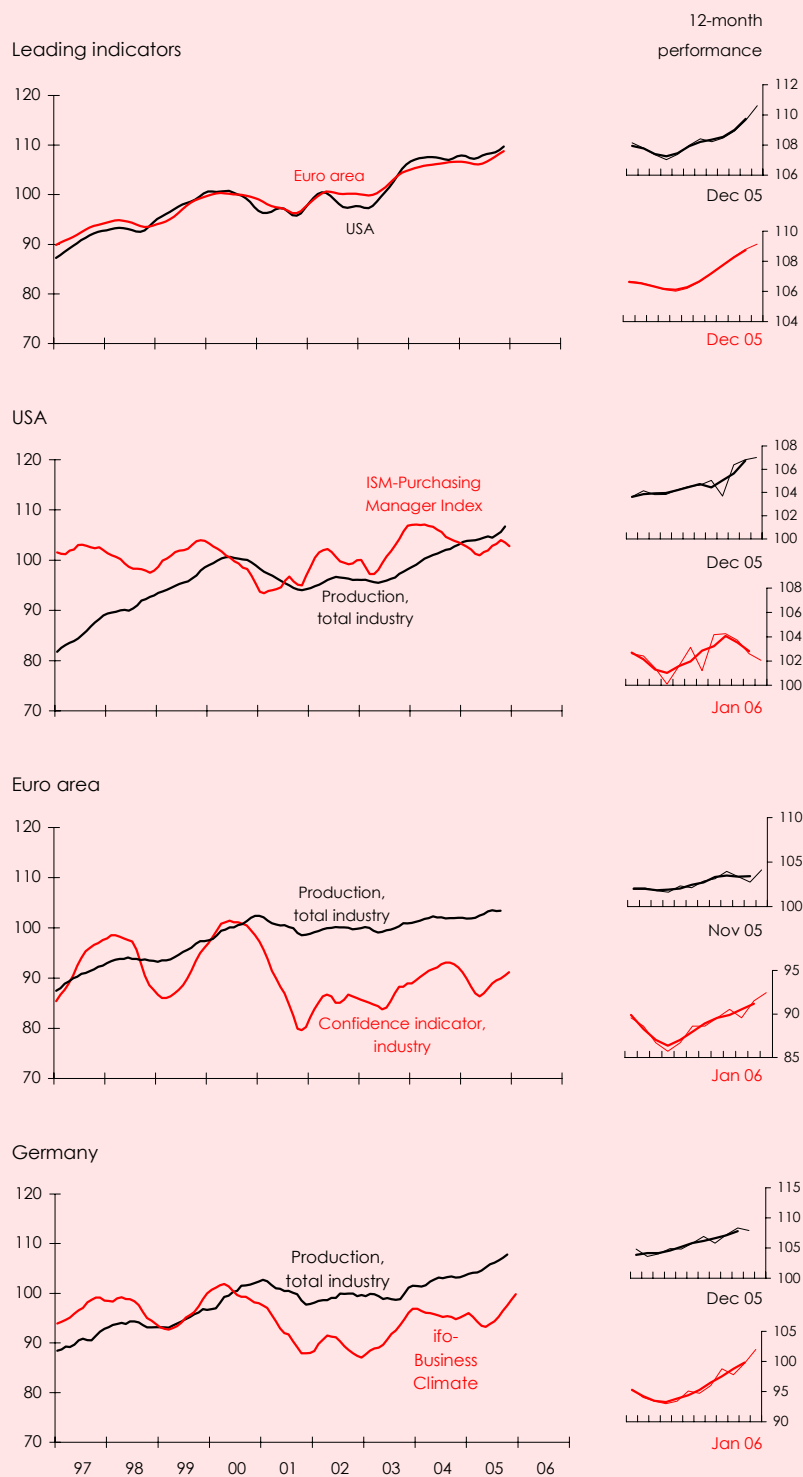 12-month
performance
Leading indicators
120
110
100
90
80
70
Euro area
USA
112
110
108
106
Dec 05
110
108
106
104
Dec 05
USA
120
110
100
90
80
70
ISM-Purchasing
Manager Index
Production,
total industry
108
106
104
102
100
Dec 05
108
106
104
102
100
Jan 06
Euro area
120
110
100
90
80
70
Production,
total industry
Confidence indicator,
industry
110
105
100
Nov 05
95
90
85
Jan 06
Germany
120
110
100
90
80
70
Production,
total industry
ifo-
Business
Climate
115
110
105
100
Dec 05
105
100
95
90
Jan 06
97 98 99 00 01 02 03 04 05 06